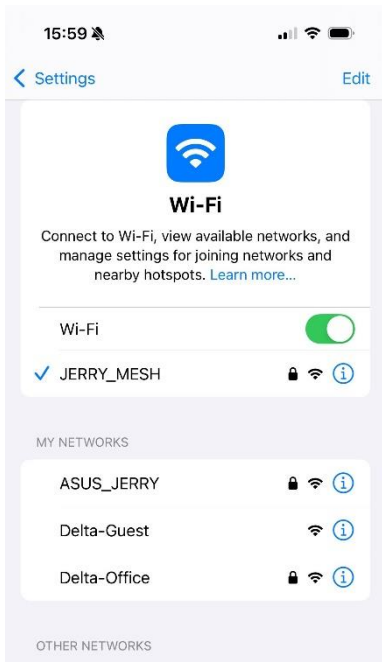 15:59
Settings
Edit
Wi-Fi
Connect to Wi-Fi, view available networks, and
manage settings for joining networks and
nearby hotspots. Learn more...
Wi-Fi
JERRY_MESH
MY NETWORKS
ASUS_JERRY
Delta-Guest
Delta-Office
OTHER NETWORKS